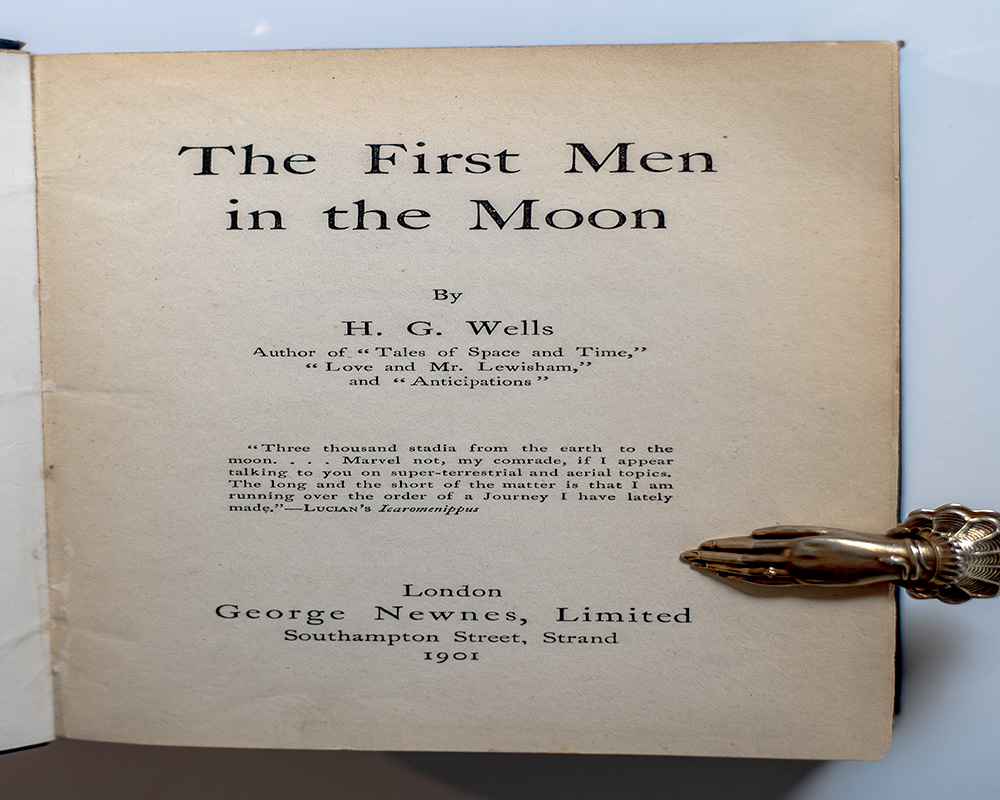 The First Men
in the Moon
By
H. G. Wells
Author of “Tales of Space and Time,”
“Love and Mr. Lewisham,”
and “Anticipations”
“Three thousand stadia from the earth to the
moon. . . . Marvel not, my comrade, if I appear
talking to you on super-terrestrial and aerial topics.
The long and the short of the matter is that I am
running over the order of a Journey I have lately
made.”—LUCIAN’S Icaromenippus
London
George Newnes, Limited
Southampton Street, Strand
1901